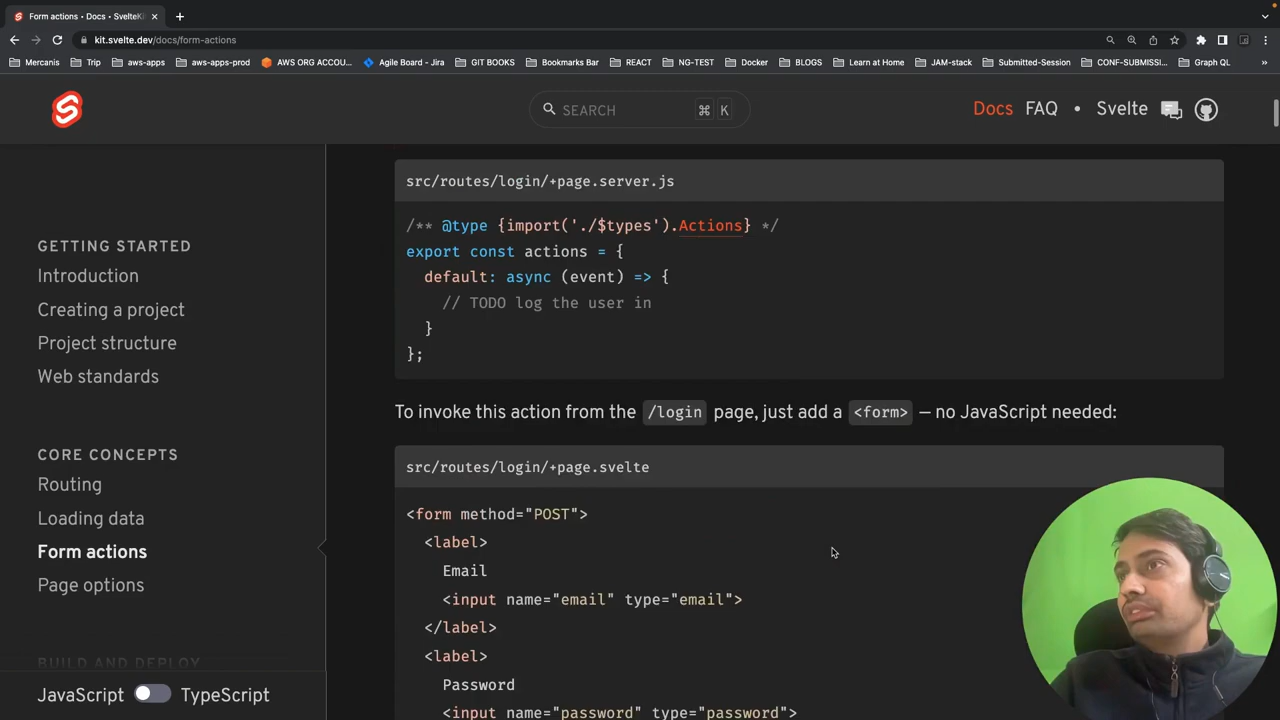 Form actions • Docs • SvelteKi
kit.svelte.dev/docs/form-actions
Mercanis
Trip
aws-apps
aws-apps-prod
AWS ORG ACCOU...
Agile Board - Jira
GIT BOOKS
Bookmarks Bar
REACT
NG-TEST
Docker
BLOGS
Learn at Home
JAM-stack
Submitted-Session
CONF-SUBMISSI...
Graph QL
»
SEARCH
⌘ K
Docs
FAQ
•
Svelte
GETTING STARTED
Introduction
Creating a project
Project structure
Web standards
CORE CONCEPTS
Routing
Loading data
Form actions
Page options
BUILD AND DEPLOY
JavaScript
TypeScript
src/routes/login/+page.server.js
/** @type {import('./$types').Actions} */
export const actions = {
default: async (event) => {
// TODO log the user in
}
};
To invoke this action from the /login page, just add a <form> — no JavaScript needed:
src/routes/login/+page.svelte
<form method="POST">
<label>
Email
<input name="email" type="email">
</label>
<label>
Password
<input name="password" type="password">